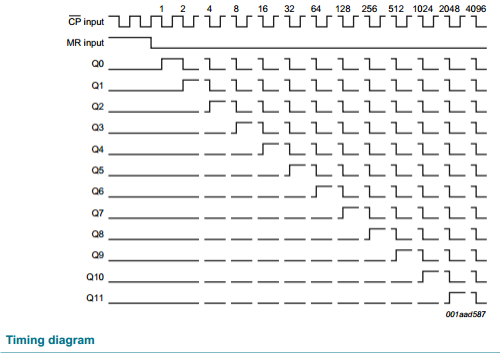 1 2 4 8 16 32 64 128 256 512 1024 2048 4096
CP input
MR input
Q0
Q1
Q2
Q3
Q4
Q5
Q6
Q7
Q8
Q9
Q10
Q11
001aad587
Timing diagram